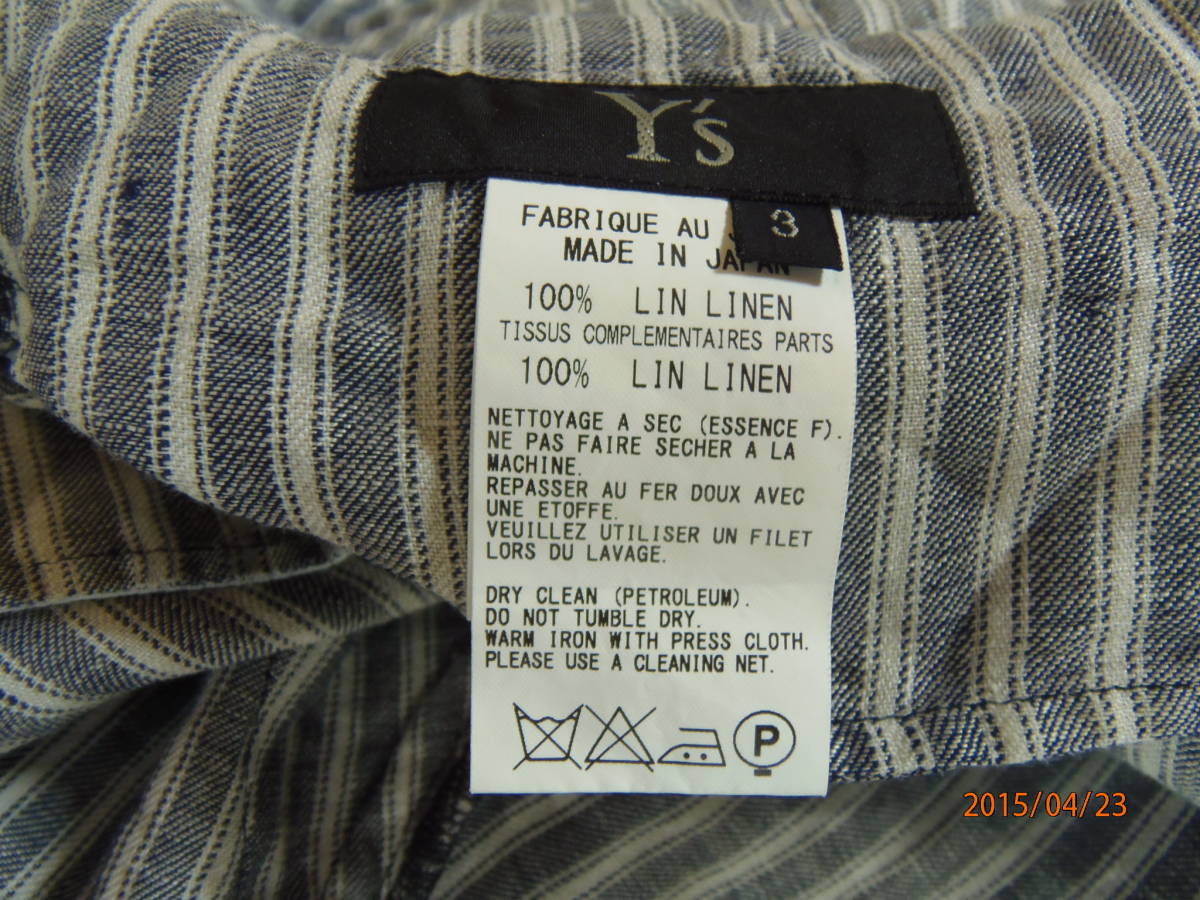 Y's
3
FABRIQUE AU
MADE IN JAPAN
100% LIN LINEN
TISSUS COMPLEMENTAIRES PARTS
100% LIN LINEN
NETTOYAGE A SEC (ESSENCE F).
NE PAS FAIRE SECHER A LA
MACHINE.
REPASSER AU FER DOUX AVEC
UNE ETOFFE.
VEUILLEZ UTILISER UN FILET
LORS DU LAVAGE.
DRY CLEAN (PETROLEUM).
DO NOT TUMBLE DRY.
WARM IRON WITH PRESS CLOTH.
PLEASE USE A CLEANING NET.
P
2015/04/23